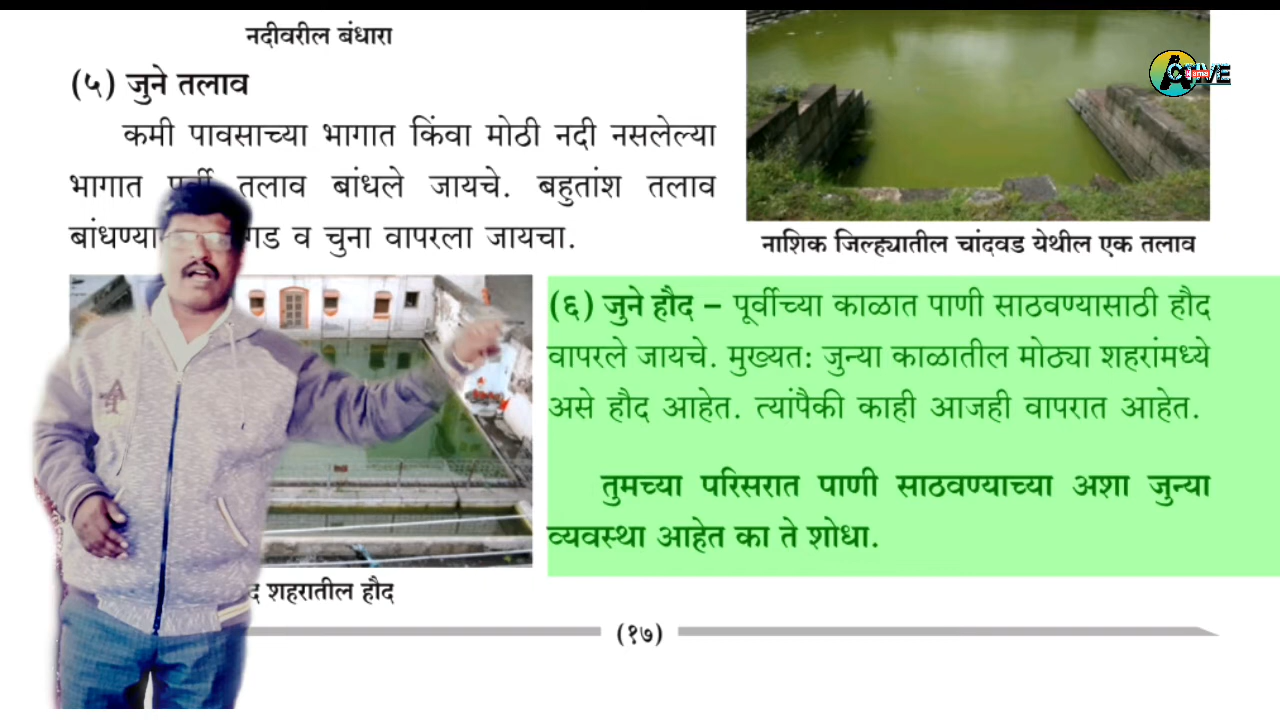 नदीवरील बंधारा
(५) जुने तलाव
कमी पावसाच्या भागात किंवा मोठी नदी नसलेल्या
भागात पूर्वी तलाव बांधले जायचे. बहुतांश तलाव
बांधण्या गड व चुना वापरला जायचा.
नाशिक जिल्ह्यातील चांदवड येथील एक तलाव
(६) जुने हौद – पूर्वीच्या काळात पाणी साठवण्यासाठी हौद
वापरले जायचे. मुख्यत: जुन्या काळातील मोठ्या शहरांमध्ये
असे हौद आहेत. त्यांपैकी काही आजही वापरात आहेत.
तुमच्या परिसरात पाणी साठवण्याच्या अशा जुन्या
व्यवस्था आहेत का ते शोधा.
द शहरातील हौद
(१७)